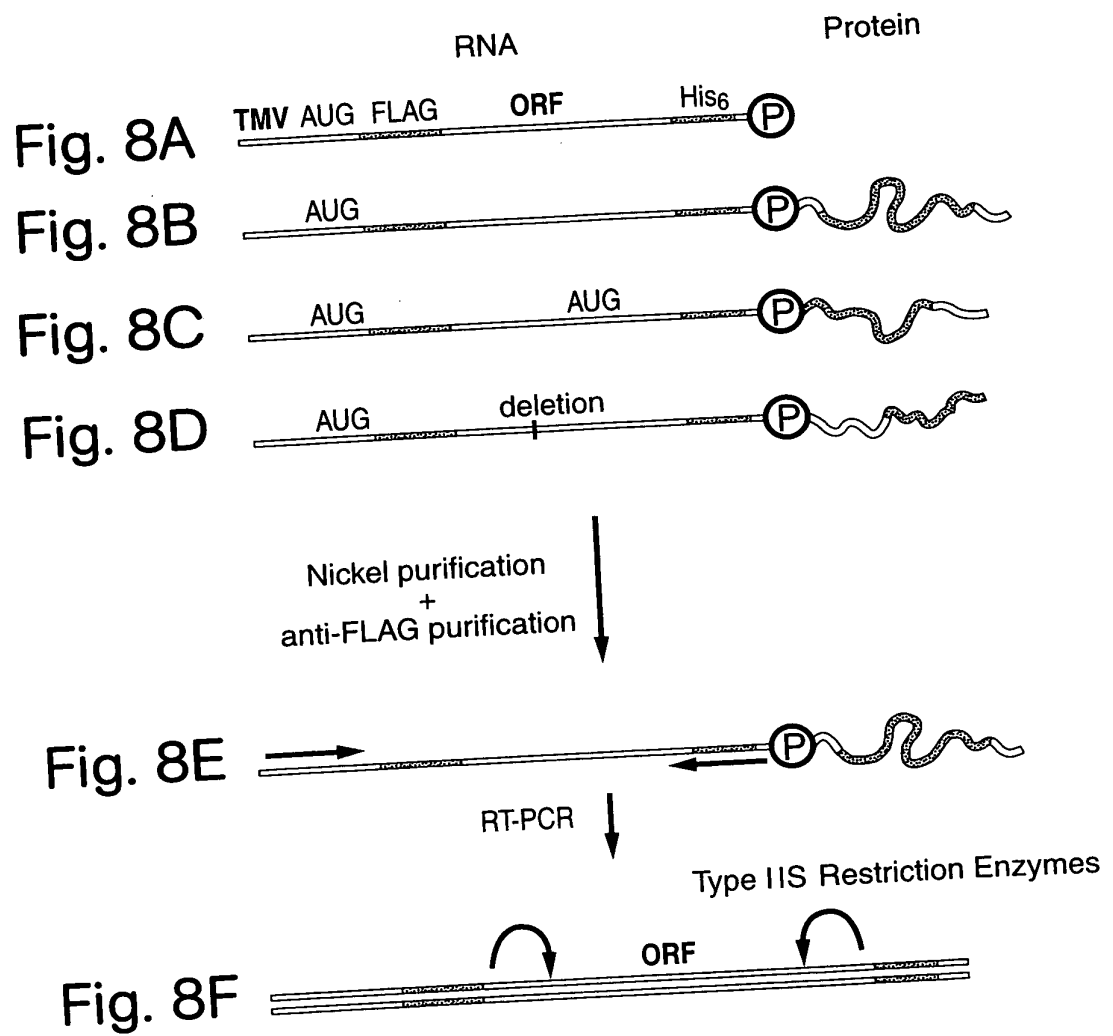 RNA Protein
Fig. 8A TMV AUG FLAG ORF His6 P
Fig. 8B AUG P
Fig. 8C AUG AUG P
Fig. 8D AUG deletion P
Nickel purification
+
anti-FLAG purification
Fig. 8E P
RT-PCR
Type IIS Restriction Enzymes
Fig. 8F ORF